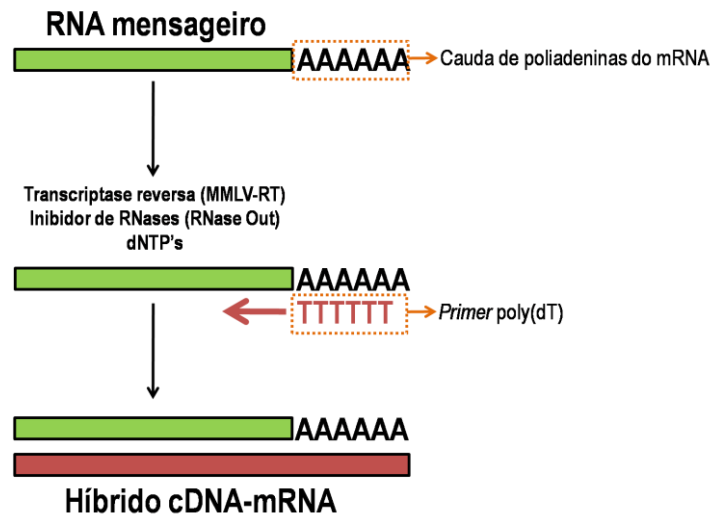 RNA mensageiro
AAAAAA
Cauda de poliadeninas do mRNA
Transcriptase reversa (MMLV-RT)
Inibidor de RNases (RNase Out)
dNTP's
AAAAAA
TTTTTT
Primer poly(dT)
AAAAAA
Híbrido cDNA-mRNA